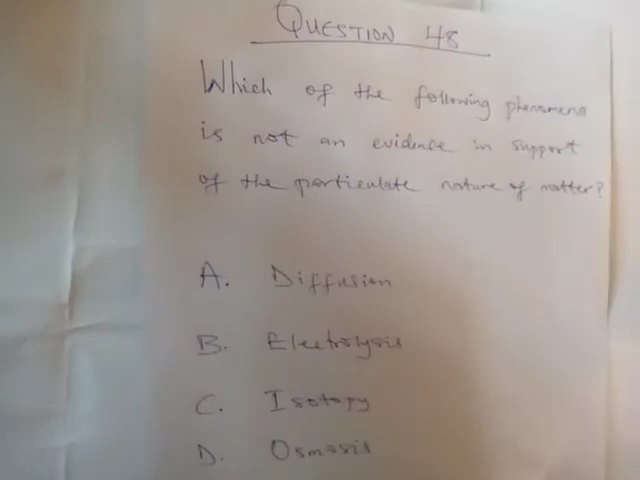 QUESTION 48
Which of the following phenomena
is not an evidence in support
of the particulate nature of matter?
A. Diffusion
B. Electrolysis
C. Isotopy
D. Osmosis